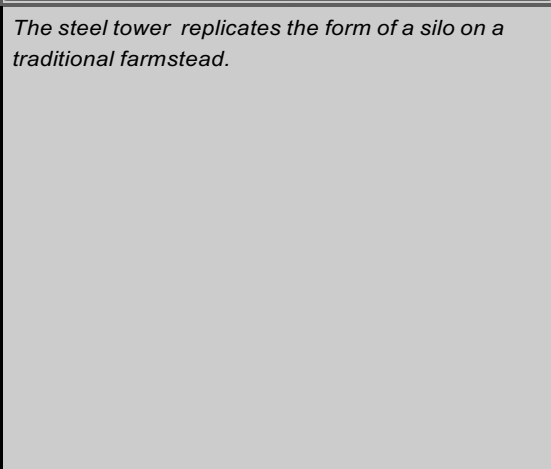 The steel tower  replicates the form of a silo on a
traditional farmstead.